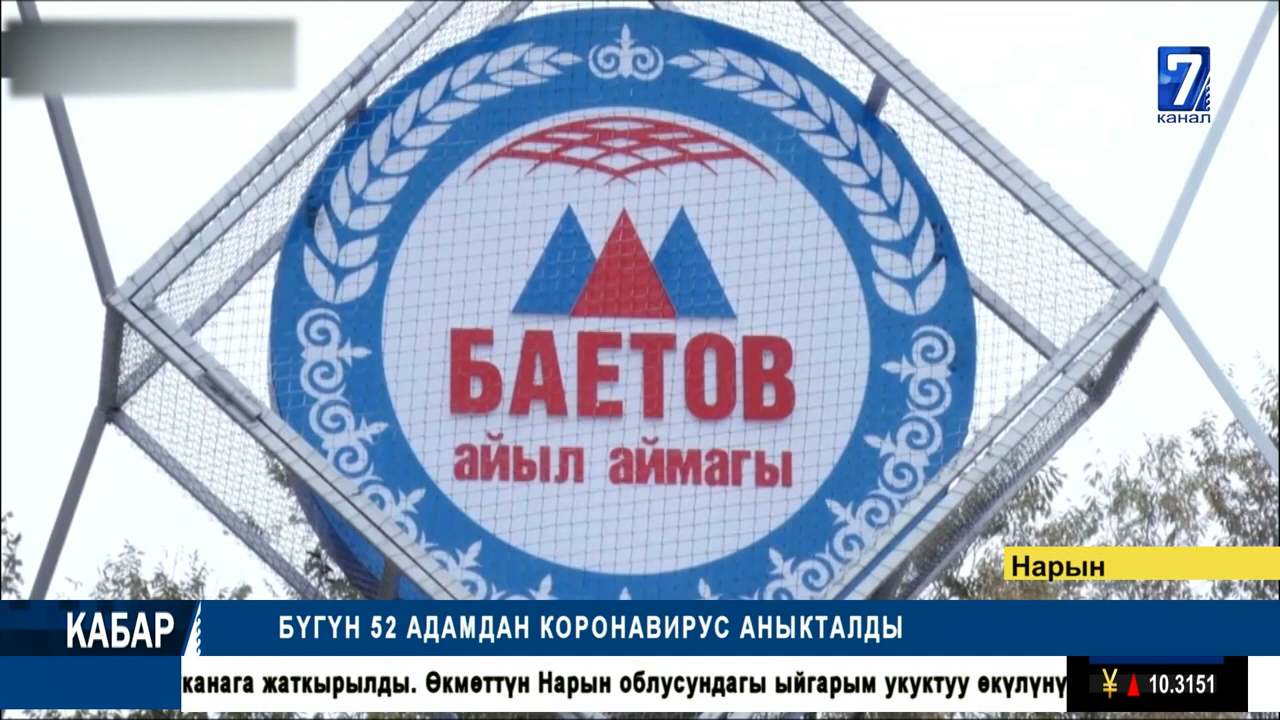 7
канал
БАЕТОВ
айыл аймагы
Нарын
КАБАР
БҮГҮН 52 АДАМДАН КОРОНАВИРУС АНЫКТАЛДЫ
канага жаткырылды. Өкмөттүн Нарын облусундагы ыйгарым укуктуу өкүлүнү
¥ ▲ 10.3151